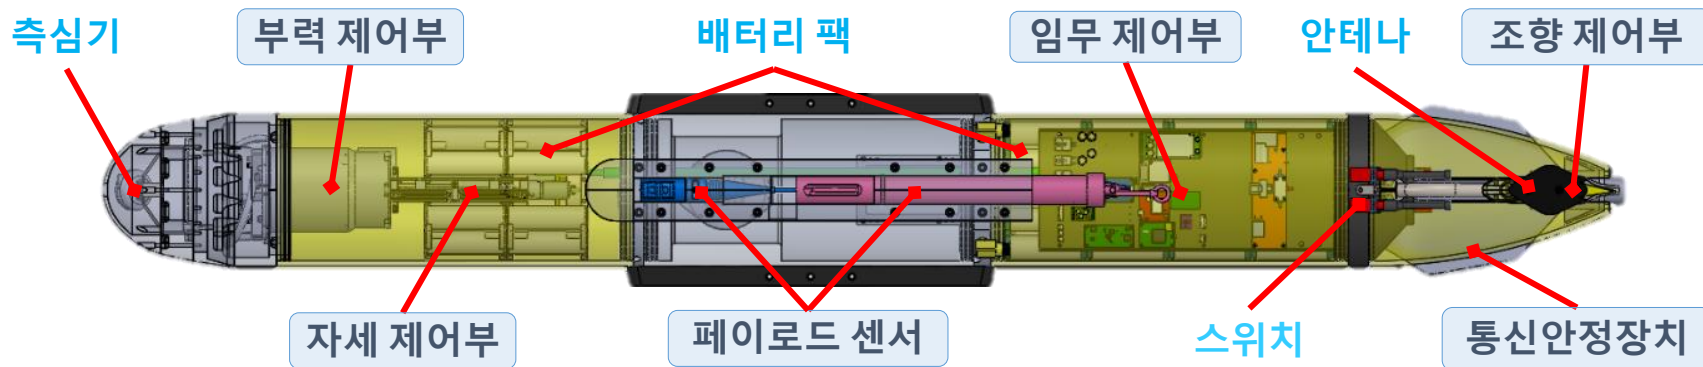 측심기
부력 제어부
배터리 팩
임무 제어부
안테나
조향 제어부
자세 제어부
페이로드 센서
스위치
통신안정장치